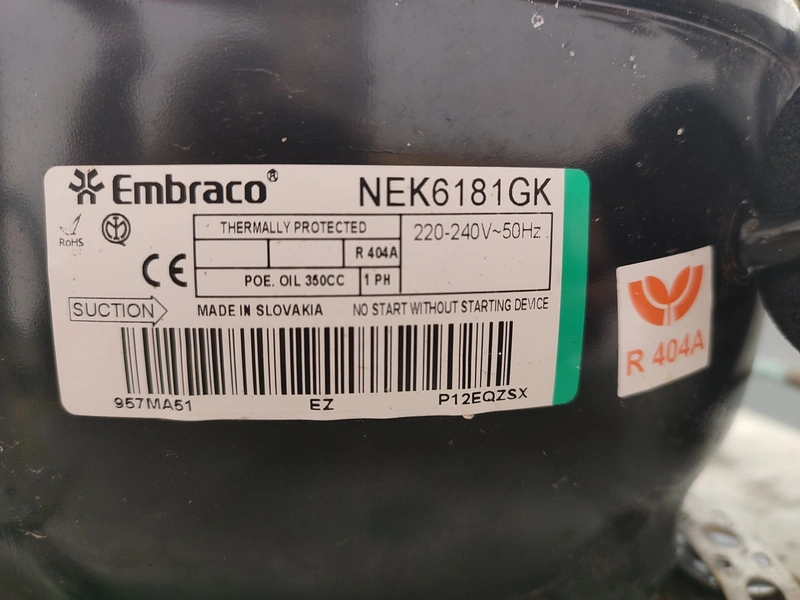 Embraco®
NEK6181GK
RoHS
THERMALLY PROTECTED
220-240V~50Hz
R 404A
CE
POE. OIL 350CC
1 PH
SUCTION
MADE IN SLOVAKIA
NO START WITHOUT STARTING DEVICE
957MA51
EZ
P12EQZSX
R 404A